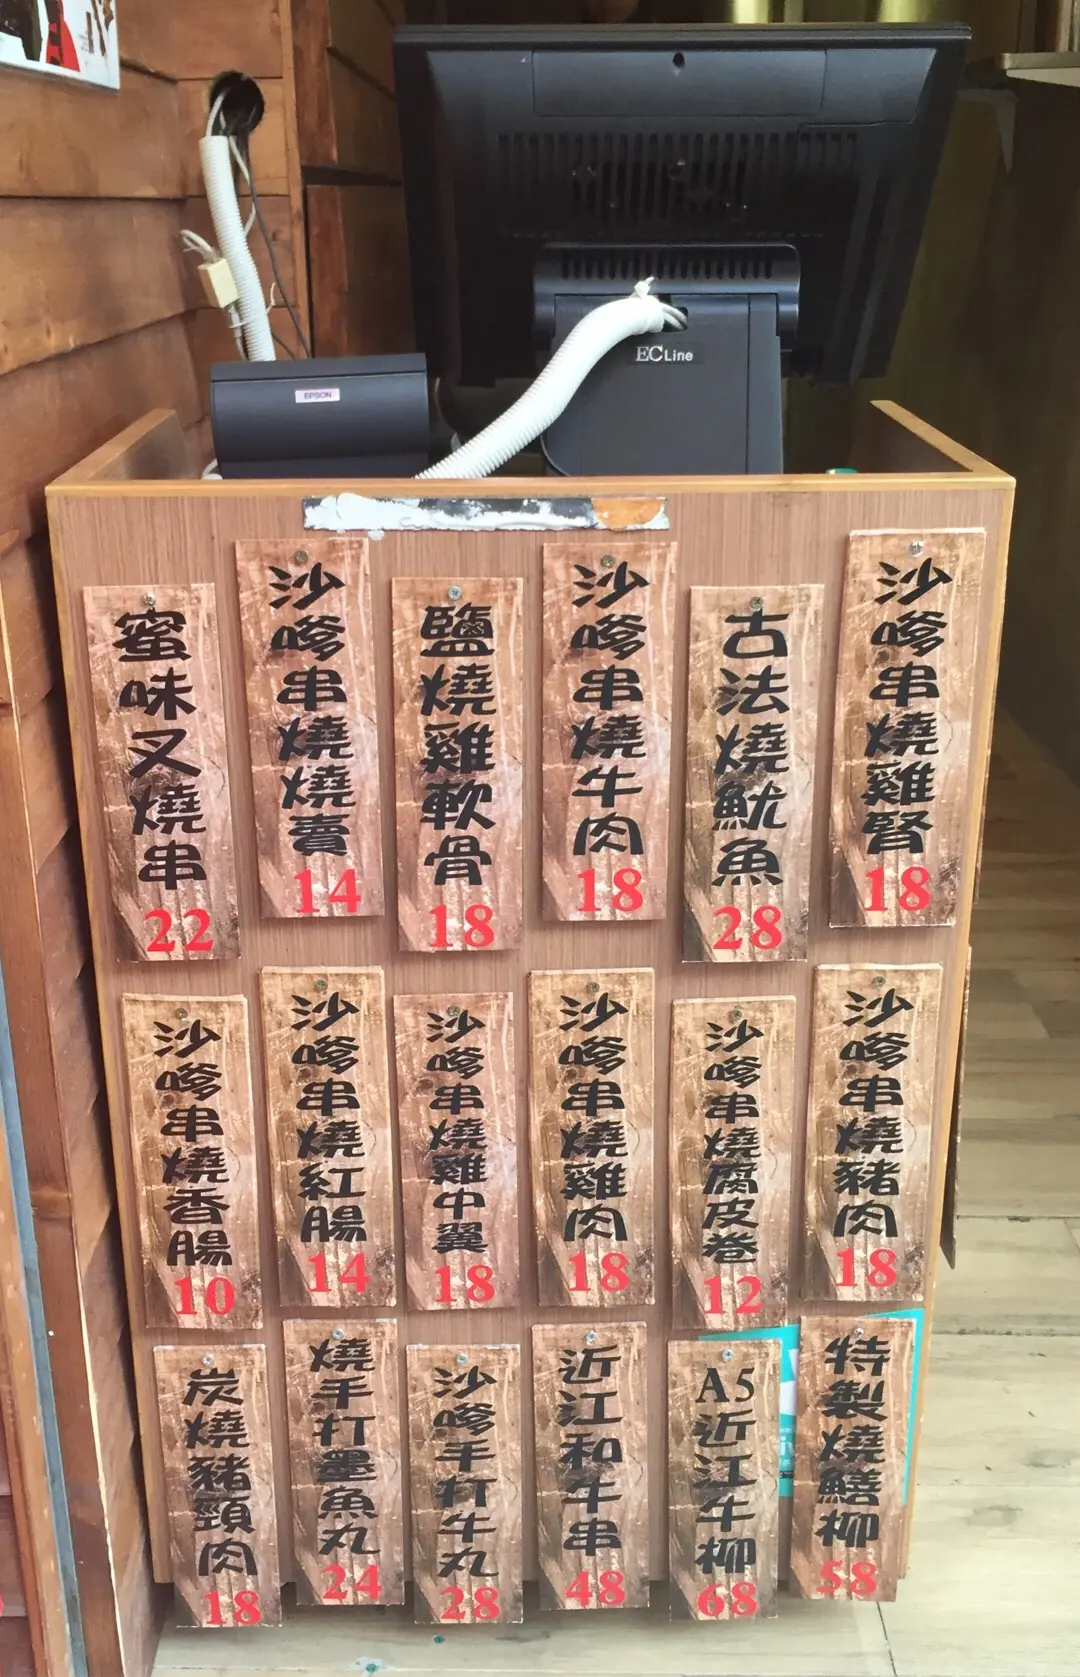 EC Line
EPSON
蜜味叉燒串
22
沙嗲串燒燒賣
14
鹽燒雞軟骨
18
沙嗲串燒牛肉
18
古法燒魷魚
28
沙嗲串燒雞腎
18
沙嗲串燒香腸
10
沙嗲串燒紅腸
14
沙嗲串燒雞中翼
18
沙嗲串燒雞肉
18
沙嗲串燒腐皮卷
12
沙嗲串燒豬肉
18
炭燒豬頸肉
18
燒手打墨魚丸
24
沙嗲手打牛丸
28
近江和牛串
48
A5近江牛柳
68
特製燒鱔柳
58